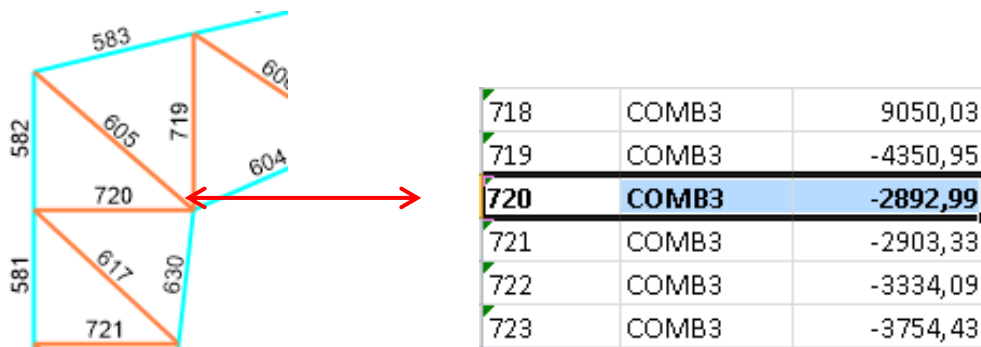 583
608
582
605
719
604
720
581
617
630
721
718 COMB3 9050,03
719 COMB3 -4350,95
720 COMB3 -2892,99
721 COMB3 -2903,33
722 COMB3 -3334,09
723 COMB3 -3754,43